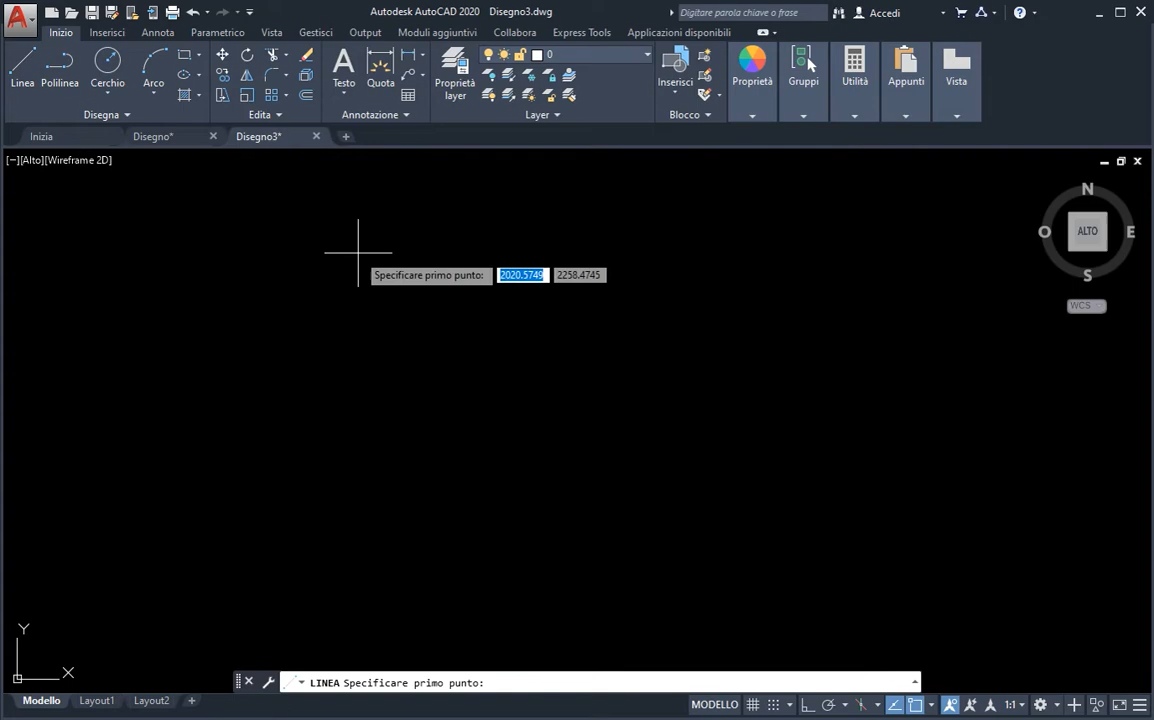 Autodesk AutoCAD 2020 Disegno3.dwg
Digitare parola chiave o frase
Accedi
Inizio Inserisci Annota Parametrico Vista Gestisci Output Moduli aggiuntivi Collabora Express Tools Applicazioni disponibili
0
Linea Polilinea Cerchio Arco
Testo Quota
Proprietà layer
Inserisci
Proprietà Gruppi Utilità Appunti Vista
Disegna Edita Annotazione Layer Blocco
Inizia Disegno* Disegno3*
[−][Alto][Wireframe 2D]
N
O ALTO E
S
WCS
Specificare primo punto: 2020.5749 2258.4745
Y
X
LINEA Specificare primo punto:
Modello Layout1 Layout2
MODELLO 1:1